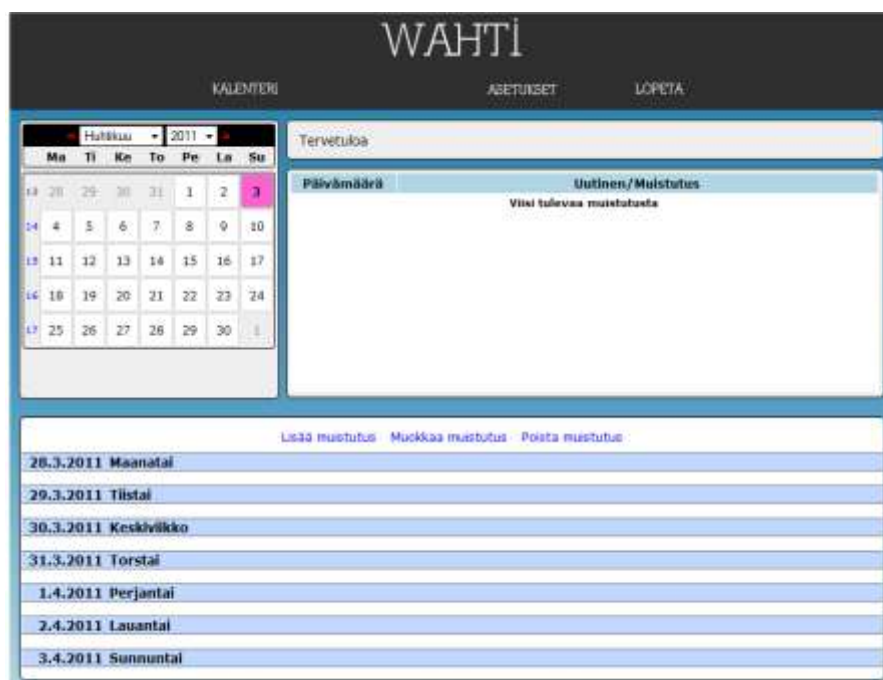 WAHTİ
KALENTERI ASETUKSET LOPETA
Huhtikuu 2011
Ma Ti Ke To Pe La Su
13 28 29 30 31 1 2 3
14 4 5 6 7 8 9 10
15 11 12 13 14 15 16 17
16 18 19 20 21 22 23 24
17 25 26 27 28 29 30 1
Tervetuloa
Päivämäärä Uutinen/Muistutus
Viisi tulevaa muistutusta
Lisää muistutus Muokkaa muistutus Poista muistutus
28.3.2011 Maanatai
29.3.2011 Tiistai
30.3.2011 Keskiviikko
31.3.2011 Torstai
1.4.2011 Perjantai
2.4.2011 Lauantai
3.4.2011 Sunnuntai